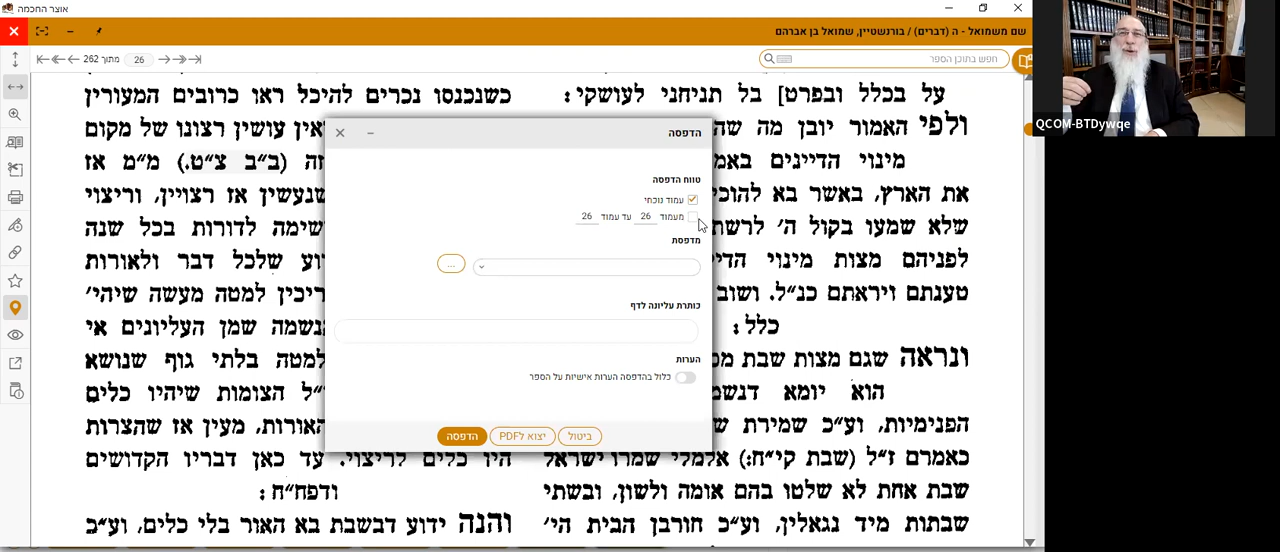 אוצר החכמה
שם משמואל - ה (דברים) / בורנשטיין, שמואל בן אברהם
26 מתוך 262
חפש בתוכן הספר
QCOM-BTDywqe
על בכלל ובפרט] בל תניחני לעושקי:
ולפי האמור יובן מה שה
מינוי הדיינים באמ
את הארץ, באשר בא להוכי
שלא שמעו בקול ה׳ לרשת
לפניהם מצות מינוי הדיי
טענתם ויראתם כנ״ל. ושוב
כלל:
ונראה שגם מצות שבת מכ
הוא יומא דנשמ
הפנימיות, וע״כ שמירת ש
כאמרם ז״ל (שבת קי״ח:) אלמלי שמרו ישראל
שבת אחת לא שלטו בהם אומה ולשון, ובשתי
שבתות מיד נגאלין, וע״כ חורבן הבית הי׳
כשנכנסו נכרים להיכל ראו כרובים המעורין
אין עושין רצונו של מקום
זה (ב״ב צ״ט.) מ״מ אז
שנעשין אז רצויין, וריצוי
שימה לדורות בכל שנה
דוע שלכל דבר ולאורות
ריכין למטה מעשה שיהי׳
נשמה שמן העליונים אי
למטה בלתי גוף שנושא
״ל הצומות שיהיו כלים
האורות, מעין אז שהצרות
היו כלים לריצוי. עד כאן דבריו הקדושים
ודפח״ח:
והנה ידוע דבשבת בא האור בלי כלים, וע״כ
הדפסה
טווח הדפסה
עמוד נוכחי
מעמוד 26 עד עמוד 26
מדפסת
...
כותרת עליונה לדף
הערות
כלול בהדפסה הערות אישיות על הספר
ביטול
יצוא לPDF
הדפסה